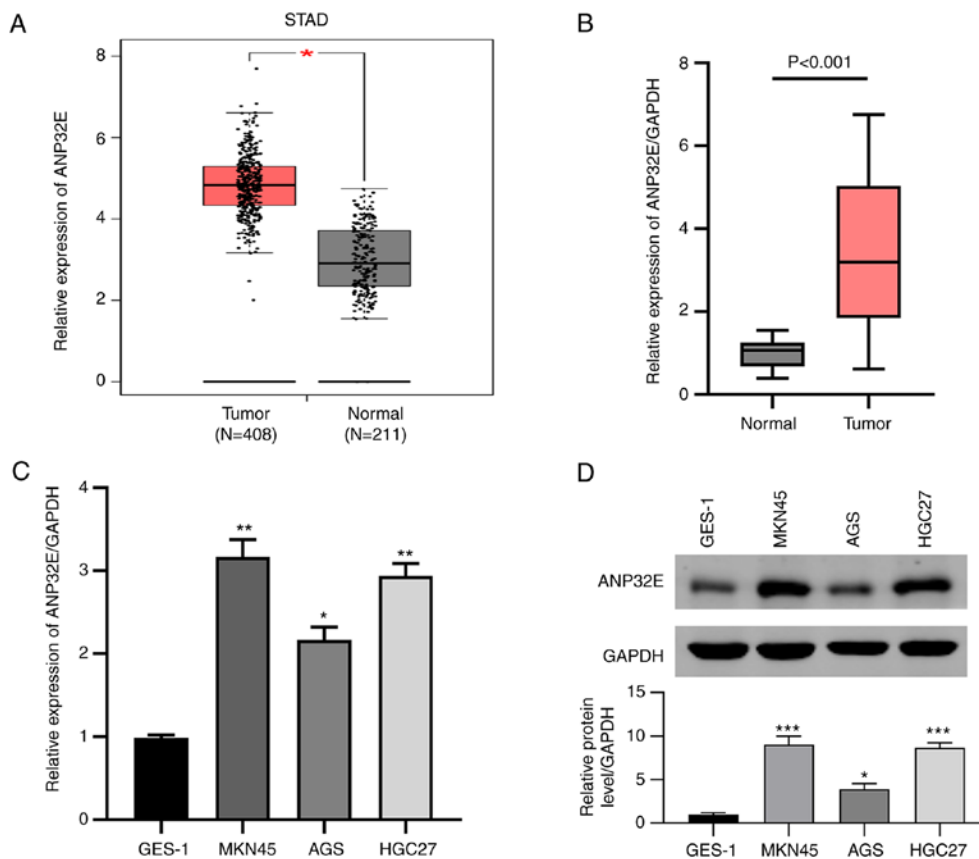 A
STAD
*
Relative expression of ANP32E
8
6
4
2
0
Tumor
(N=408)
Normal
(N=211)
B
P<0.001
Relative expression of ANP32E/GAPDH
8
6
4
2
0
Normal
Tumor
C
Relative expression of ANP32E/GAPDH
4
3
2
1
0
**
*
**
GES-1
MKN45
AGS
HGC27
D
GES-1
MKN45
AGS
HGC27
ANP32E
GAPDH
Relative protein
level/GAPDH
15
10
5
0
***
*
***
GES-1
MKN45
AGS
HGC27